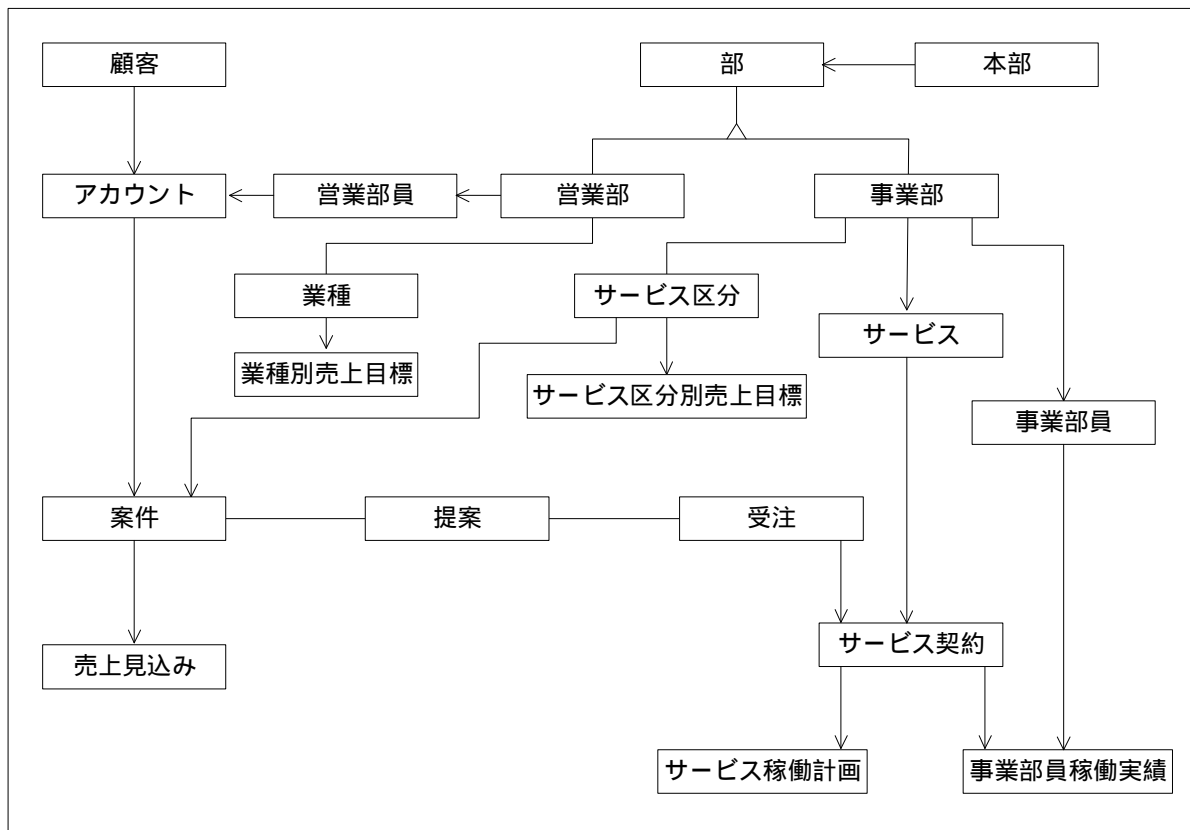 顧客
部
本部
アカウント
営業部員
営業部
事業部
業種
サービス区分
サービス
業種別売上目標
サービス区分別売上目標
事業部員
案件
提案
受注
売上見込み
サービス契約
サービス稼働計画
事業部員稼働実績